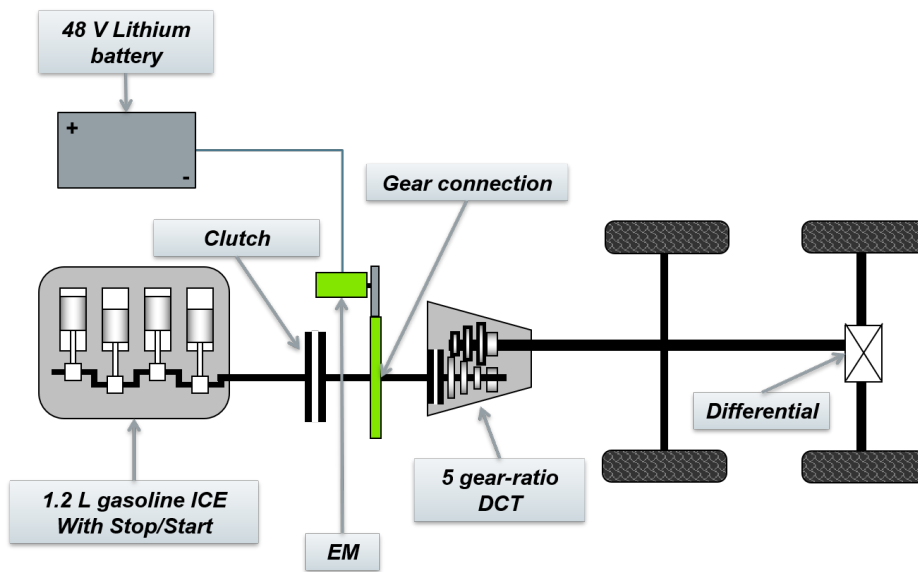 48 V Lithium
battery
+
-
Gear connection
Clutch
Differential
1.2 L gasoline ICE
With Stop/Start
5 gear-ratio
DCT
EM